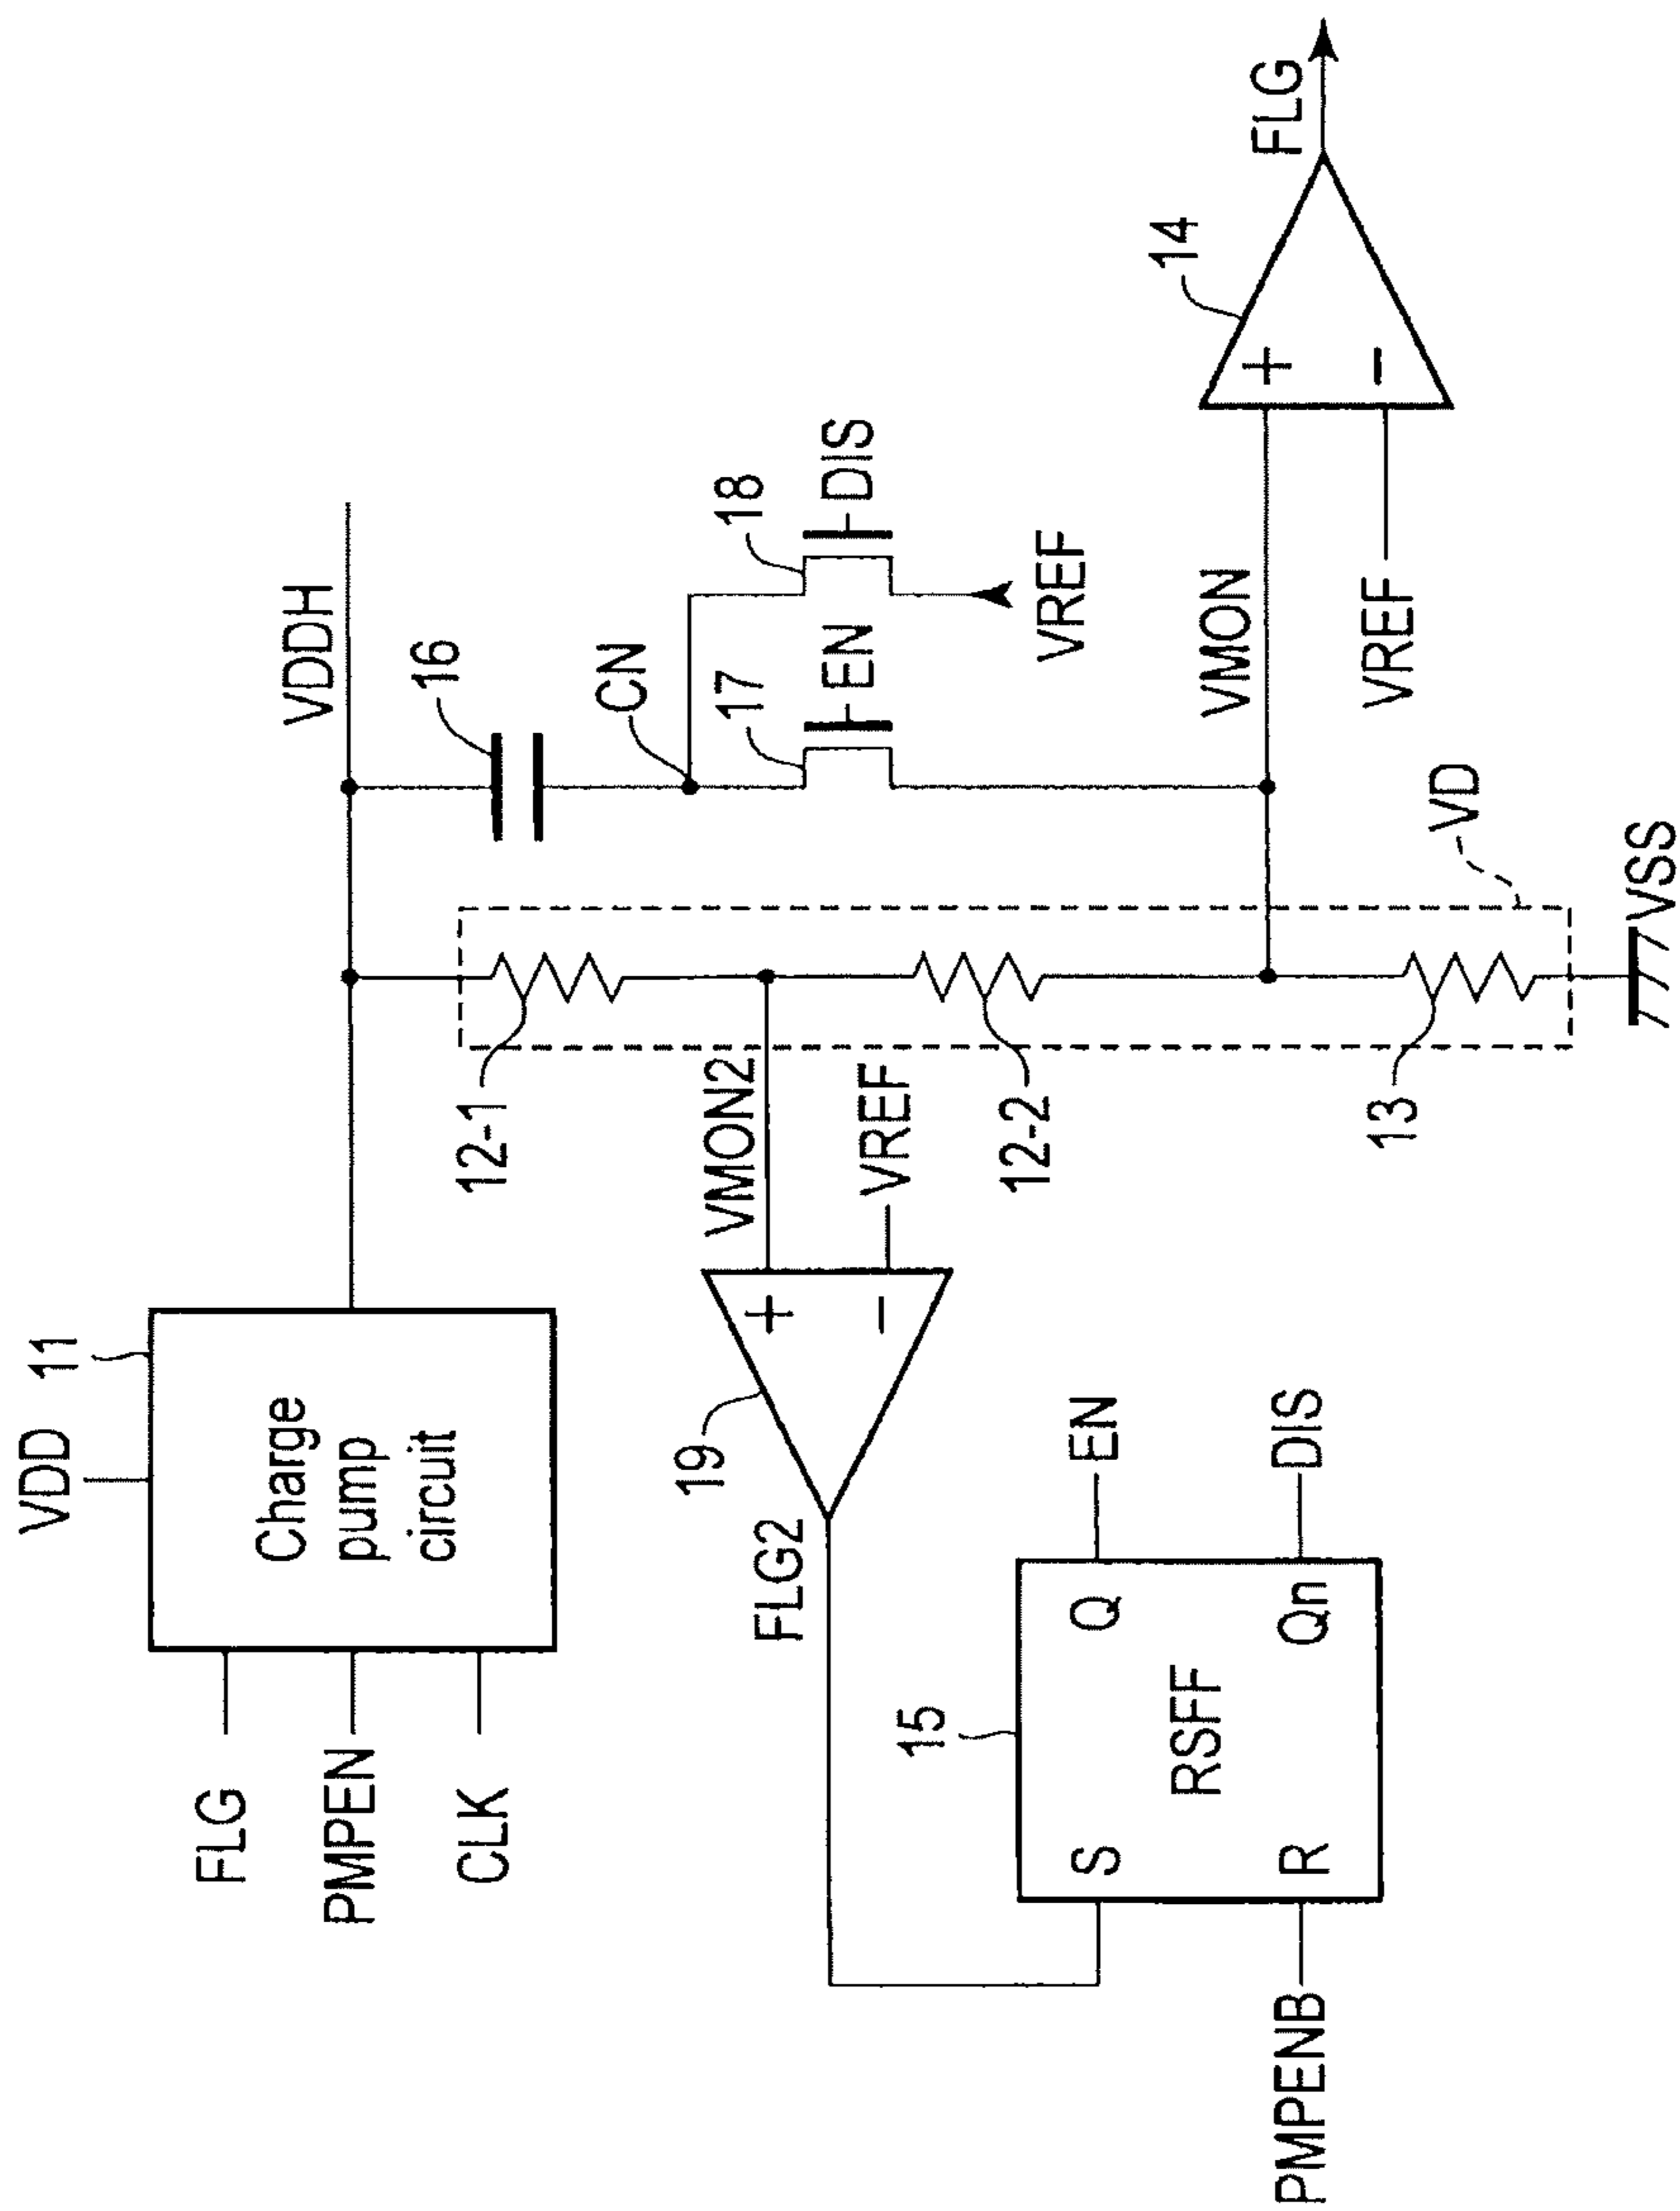 VDD
11
Charge
pump
circuit
FLG
PMPEN
CLK
VDDH
16
CN
18
DIS
17
EN
VREF
12-1
VMON2
VREF
12-2
13
VD
VSS
VMON
VREF
14
+
-
FLG
19
+
-
FLG2
15
RSFF
S
R
Q
Qn
EN
DIS
PMPENB